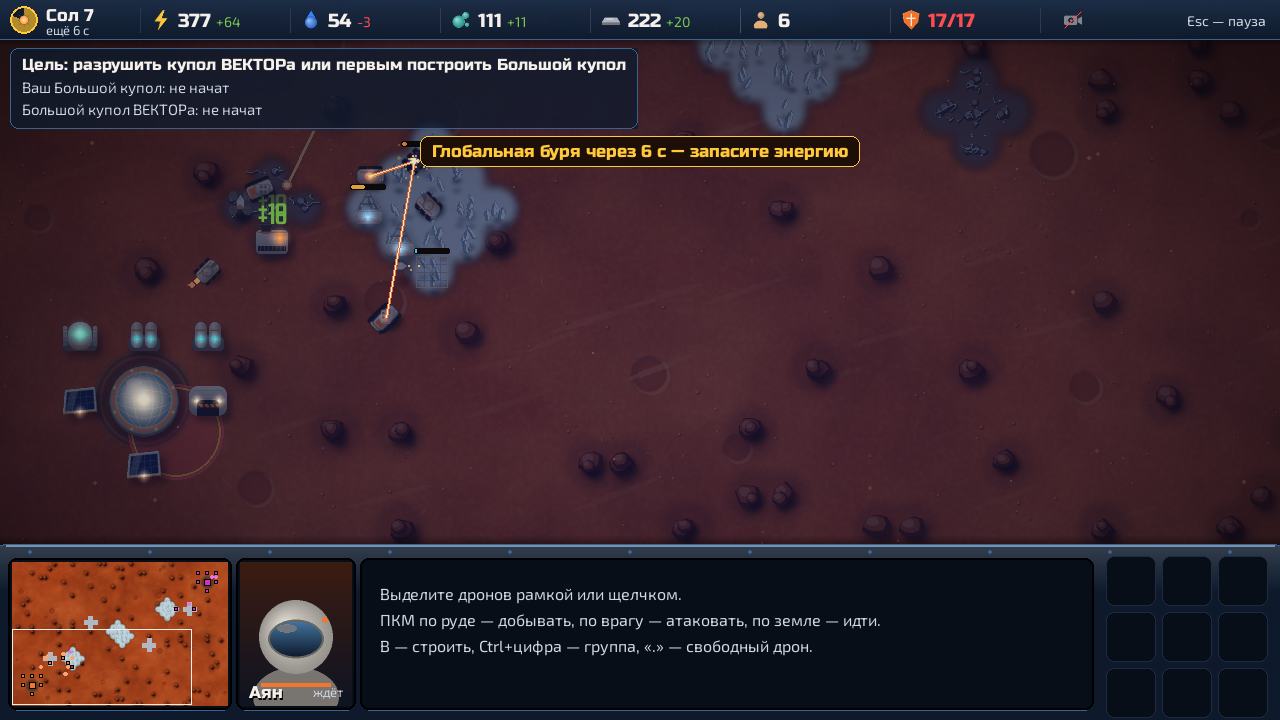 Сол 7
ещё 6 с
377 +64
54 -3
111 +11
222 +20
6
17/17
Esc — пауза
Цель: разрушить купол ВЕКТОРа или первым построить Большой купол
Ваш Большой купол: не начат
Большой купол ВЕКТОРа: не начат
Глобальная буря через 6 с — запасите энергию
Выделите дронов рамкой или щелчком.
ПКМ по руде — добывать, по врагу — атаковать, по земле — идти.
B — строить, Ctrl+цифра — группа, «.» — свободный дрон.
Аян
ждёт